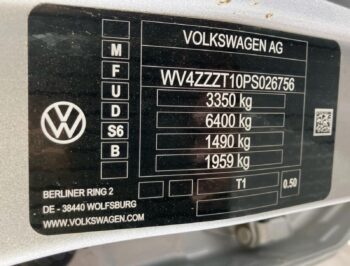 VOLKSWAGEN AG
M
F
U
D
S6
B
WV4ZZZT10PS026756
3350 kg
6400 kg
1490 kg
1959 kg
T1
0.50
BERLINER RING 2
DE - 38440 WOLFSBURG
WWW.VOLKSWAGEN.COM